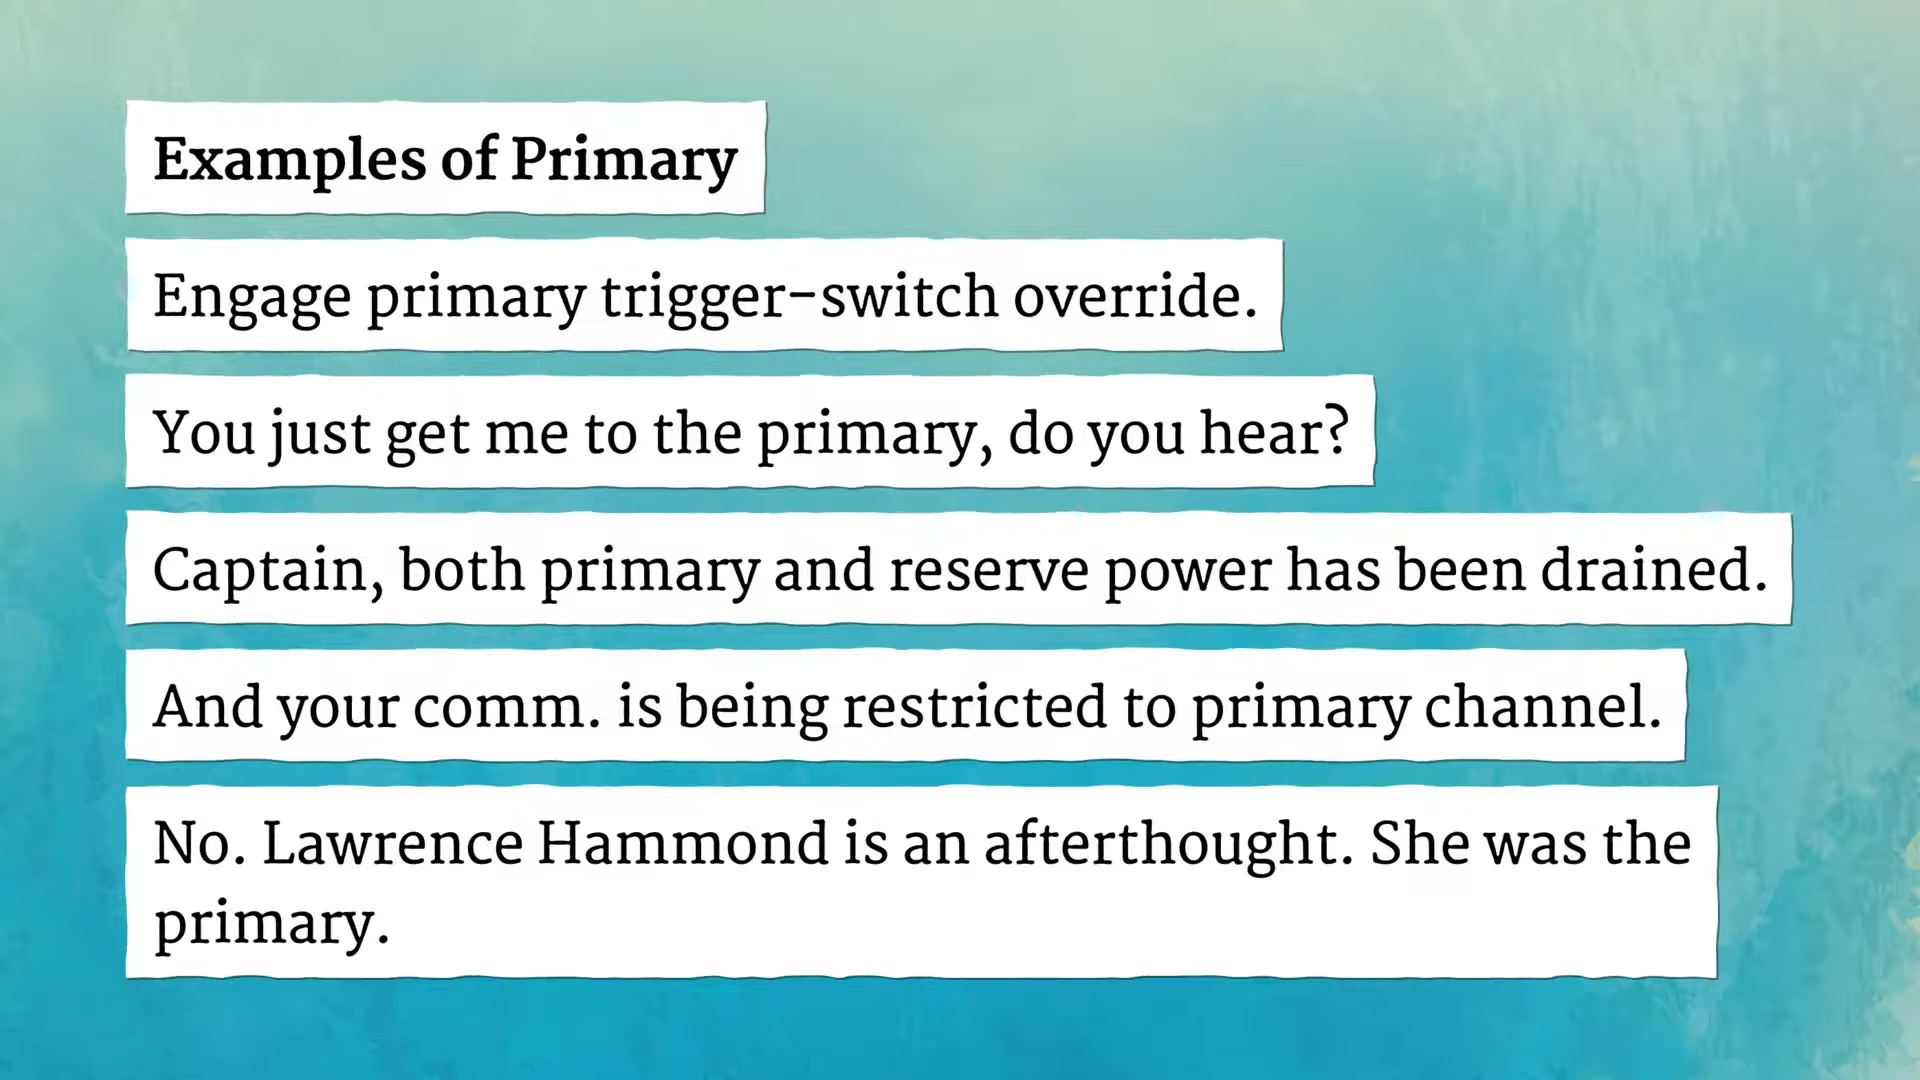 Examples of Primary
Engage primary trigger-switch override.
You just get me to the primary, do you hear?
Captain, both primary and reserve power has been drained.
And your comm. is being restricted to primary channel.
No. Lawrence Hammond is an afterthought. She was the
primary.